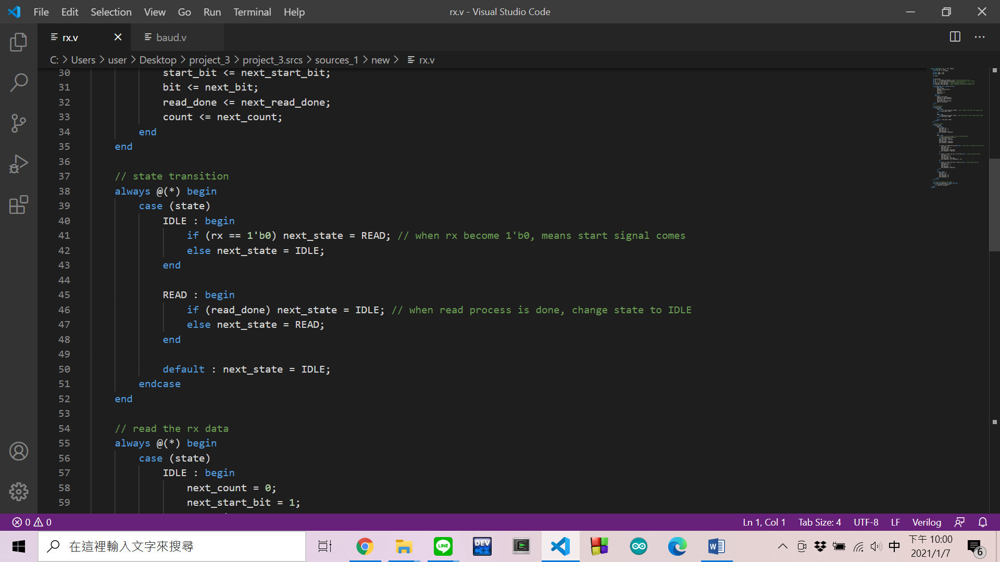 File Edit Selection View Go Run Terminal Help rx.v - Visual Studio Code
rx.v baud.v
C: > Users > user > Desktop > project_3 > project_3.srcs > sources_1 > new > rx.v
30 start_bit <= next_start_bit;
31 bit <= next_bit;
32 read_done <= next_read_done;
33 count <= next_count;
34 end
35 end
36
37 // state transition
38 always @(*) begin
39 case (state)
40 IDLE : begin
41 if (rx == 1'b0) next_state = READ; // when rx become 1'b0, means start signal comes
42 else next_state = IDLE;
43 end
44
45 READ : begin
46 if (read_done) next_state = IDLE; // when read process is done, change state to IDLE
47 else next_state = READ;
48 end
49
50 default : next_state = IDLE;
51 endcase
52 end
53
54 // read the rx data
55 always @(*) begin
56 case (state)
57 IDLE : begin
58 next_count = 0;
59 next_start_bit = 1;
0 0 Ln 1, Col 1 Tab Size: 4 UTF-8 LF Verilog
在這裡輸入文字來搜尋
LINE
DEV C++
中
下午 10:00
2021/1/7
6